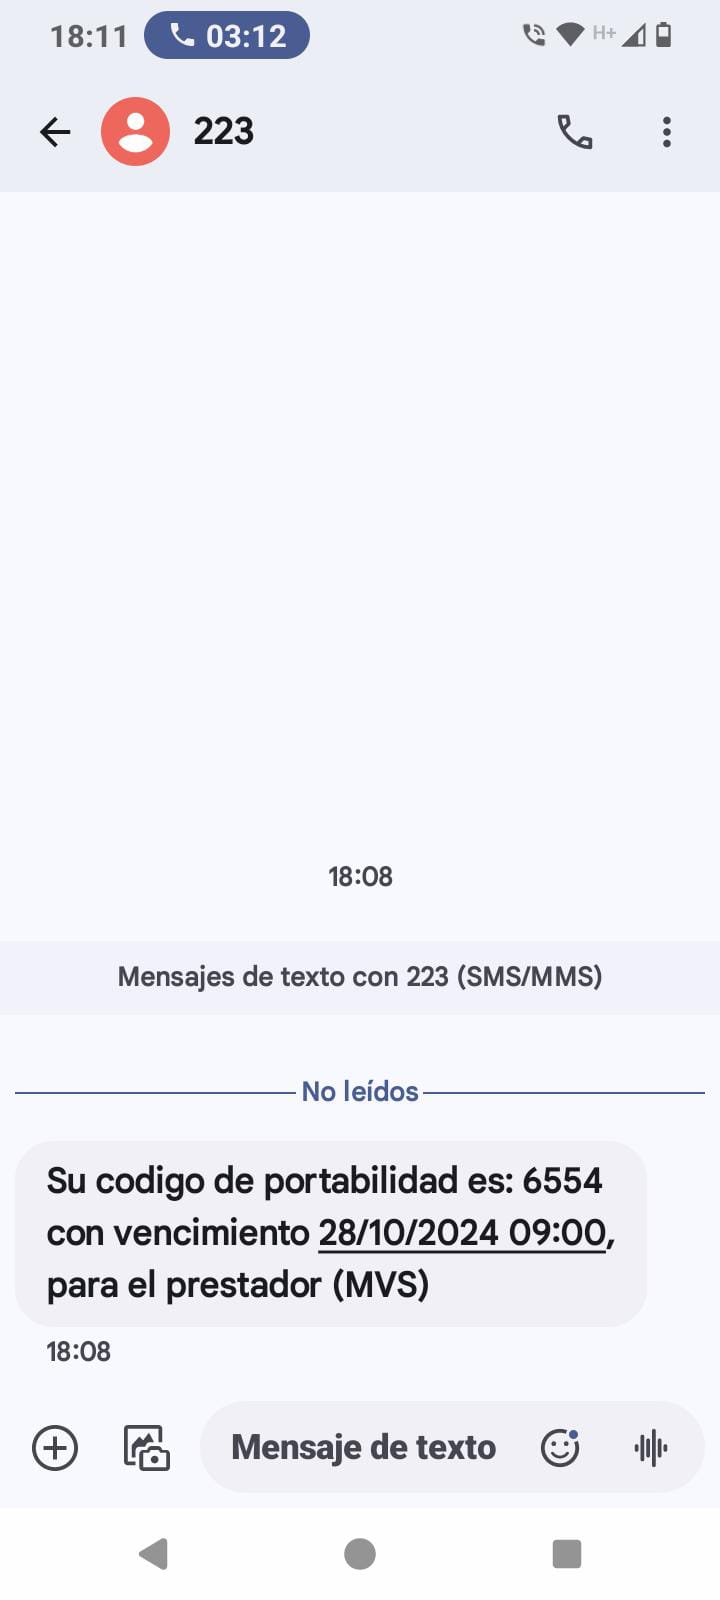 18:11 03:12 H+
223
18:08
Mensajes de texto con 223 (SMS/MMS)
No leídos
Su codigo de portabilidad es: 6554
con vencimiento 28/10/2024 09:00,
para el prestador (MVS)
18:08
Mensaje de texto